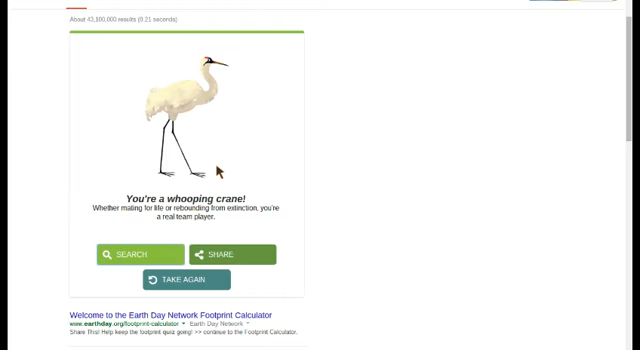 About 43,100,000 results (0.21 seconds)
You're a whooping crane!
Whether mating for life or rebounding from extinction, you're
a real team player.
SEARCH
SHARE
TAKE AGAIN
Welcome to the Earth Day Network Footprint Calculator
www.earthday.org/footprint-calculator Earth Day Network
Share This! Help keep the footprint quiz going! >> continue to the Footprint Calculator.